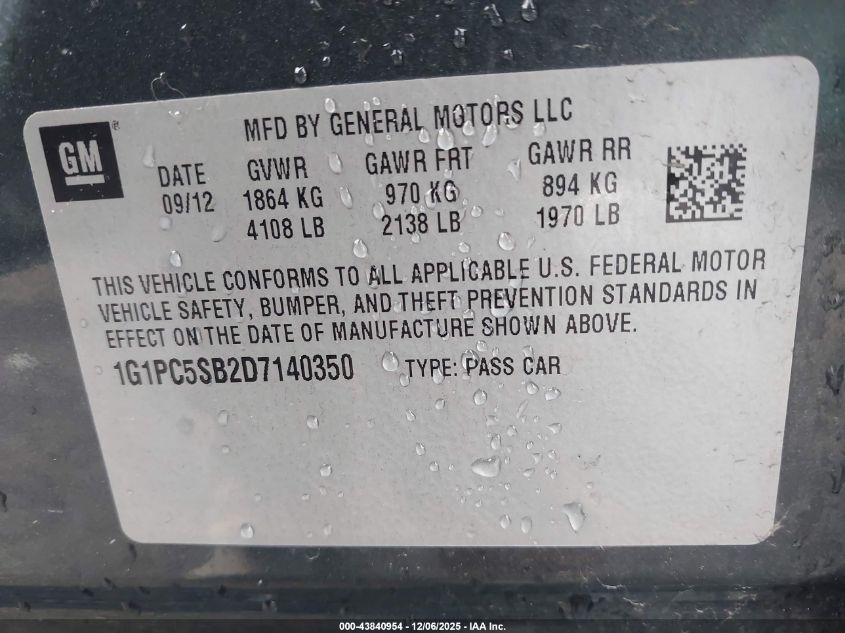 GM ®
MFD BY GENERAL MOTORS LLC
DATE GVWR GAWR FRT GAWR RR
09/12 1864 KG 970 KG 894 KG
4108 LB 2138 LB 1970 LB
THIS VEHICLE CONFORMS TO ALL APPLICABLE U.S. FEDERAL MOTOR
VEHICLE SAFETY, BUMPER, AND THEFT PREVENTION STANDARDS IN
EFFECT ON THE DATE OF MANUFACTURE SHOWN ABOVE.
1G1PC5SB2D7140350 TYPE: PASS CAR
000-43840954 - 12/06/2025 - IAA Inc.